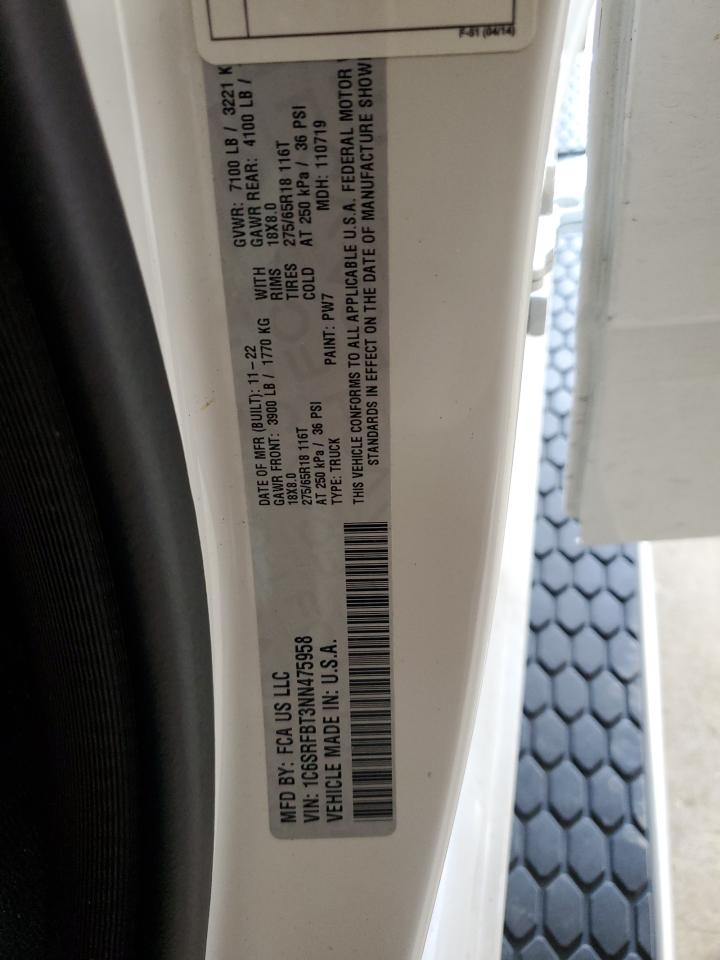 F-81 (04/14)
MFD BY: FCA US LLC
VIN: 1C6SRFBT3NN475958
VEHICLE MADE IN: U.S.A.
DATE OF MFR (BUILT): 11-22
GAWR FRONT: 3900 LB / 1770 KG WITH
18X8.0 RIMS
275/65R18 116T TIRES
AT 250 kPa / 36 PSI COLD
GVWR: 7100 LB / 3221 K
GAWR REAR: 4100 LB /
18X8.0
275/65R18 116T
AT 250 kPa / 36 PSI
TYPE: TRUCK PAINT: PW7 MDH: 110719
THIS VEHICLE CONFORMS TO ALL APPLICABLE U.S.A. FEDERAL MOTOR
STANDARDS IN EFFECT ON THE DATE OF MANUFACTURE SHOW